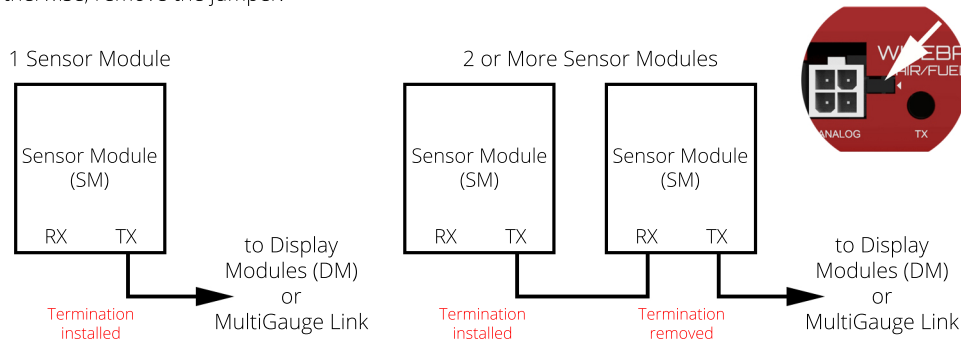 1 Sensor Module
2 or More Sensor Modules
Sensor Module
(SM)
RX TX
to Display
Modules (DM)
or
MultiGauge Link
Termination
installed
Sensor Module
(SM)
RX TX
Termination
installed
Sensor Module
(SM)
RX TX
Termination
removed
to Display
Modules (DM)
or
MultiGauge Link
ANALOG
TX